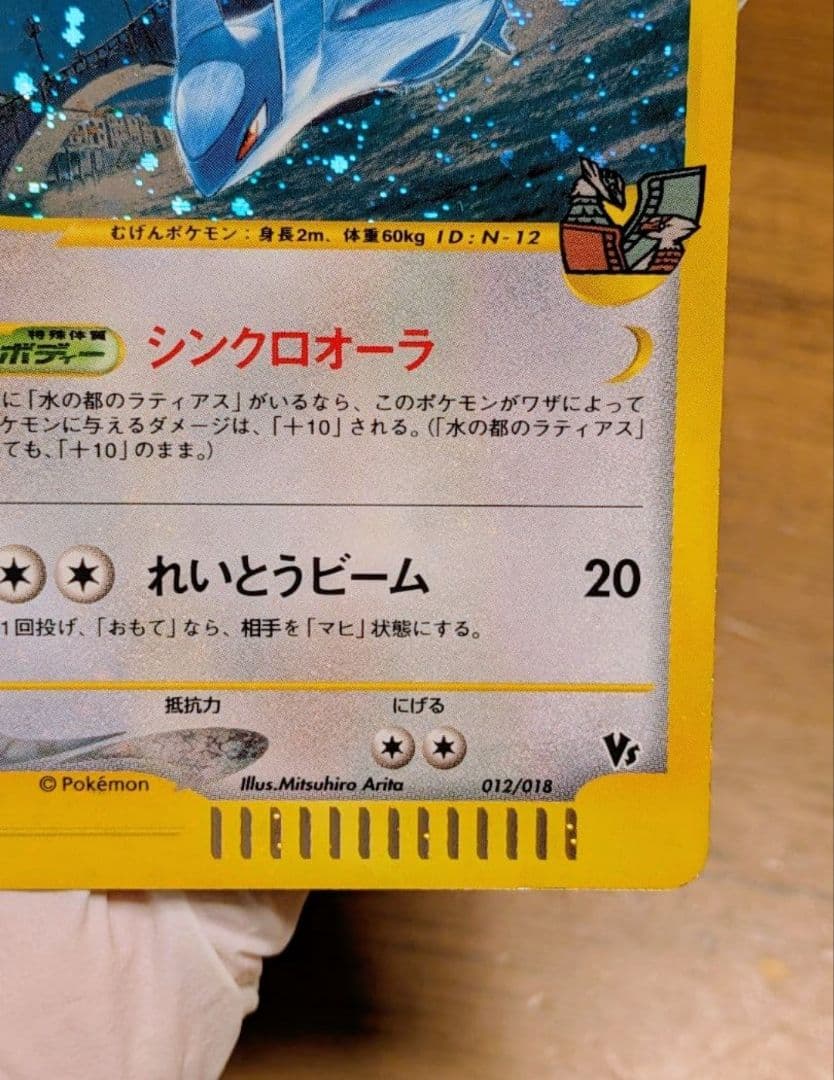 むげんポケモン：身長2m、体重60kg ID:N-12
特殊体質
ボディー シンクロオーラ
に「水の都のラティアス」がいるなら、このポケモンがワザによって
ケモンに与えるダメージは、「＋10」される。（「水の都のラティアス」
ても、「＋10」のまま。）
れいとうビーム 20
1回投げ、「おもて」なら、相手を「マヒ」状態にする。
抵抗力 にげる
Vs
© Pokémon Illus.Mitsuhiro Arita 012/018